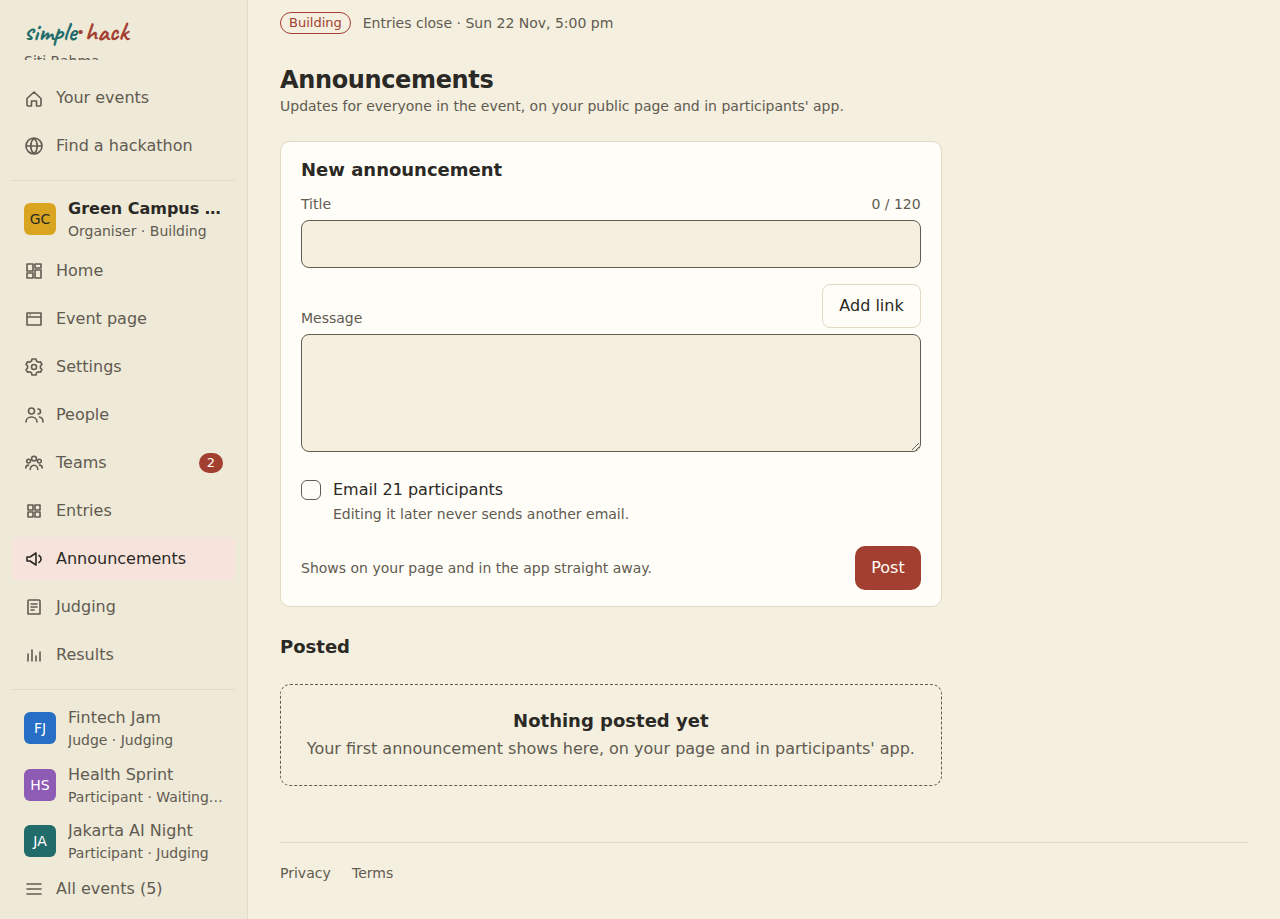 simple·hack
Siti Rahma
Your events
Find a hackathon
GC
Green Campus ...
Organiser · Building
Home
Event page
Settings
People
Teams
2
Entries
Announcements
Judging
Results
FJ
Fintech Jam
Judge · Judging
HS
Health Sprint
Participant · Waiting...
JA
Jakarta AI Night
Participant · Judging
All events (5)
Building
Entries close · Sun 22 Nov, 5:00 pm
Announcements
Updates for everyone in the event, on your public page and in participants' app.
New announcement
Title
0 / 120
Add link
Message
Email 21 participants
Editing it later never sends another email.
Shows on your page and in the app straight away.
Post
Posted
Nothing posted yet
Your first announcement shows here, on your page and in participants' app.
Privacy
Terms